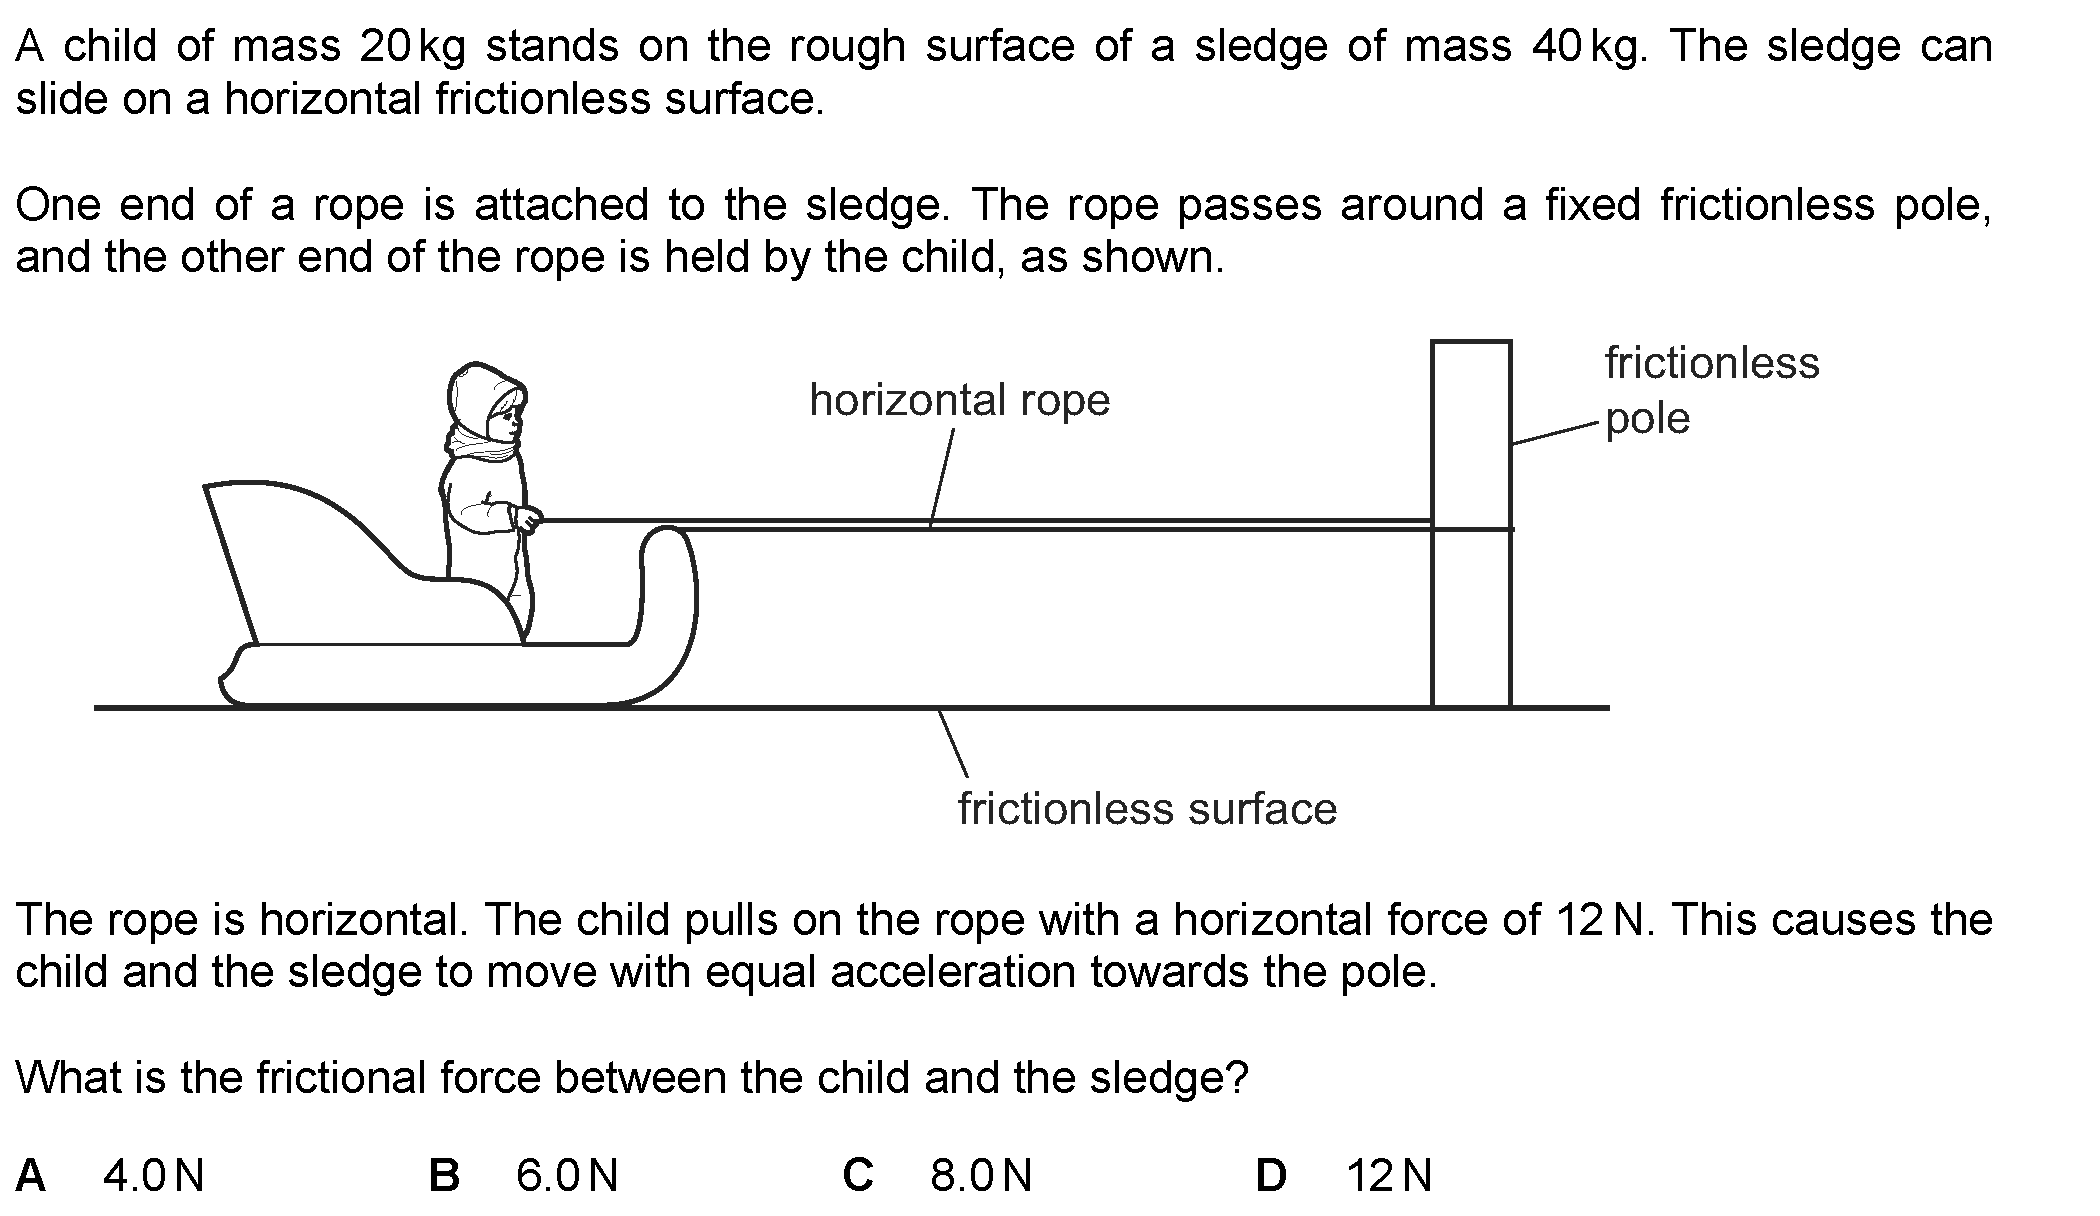 A child of mass 20 kg stands on the rough surface of a sledge of mass 40 kg. The sledge can
slide on a horizontal frictionless surface.
One end of a rope is attached to the sledge. The rope passes around a fixed frictionless pole,
and the other end of the rope is held by the child, as shown.
frictionless
pole
horizontal rope
frictionless surface
The rope is horizontal. The child pulls on the rope with a horizontal force of 12 N. This causes the
child and the sledge to move with equal acceleration towards the pole.
What is the frictional force between the child and the sledge?
A 4.0 N B 6.0 N C 8.0 N D 12 N